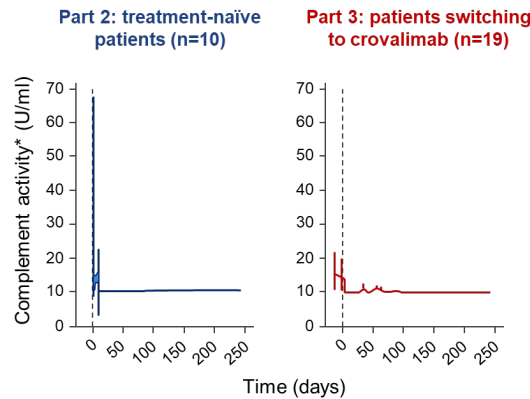 Part 2: treatment-naïve
patients (n=10)
Part 3: patients switching
to crovalimab (n=19)
Complement activity* (U/ml)
70
60
50
40
30
20
10
0
0 50 100 150 200 250
70
60
50
40
30
20
10
0
0 50 100 150 200 250
Time (days)